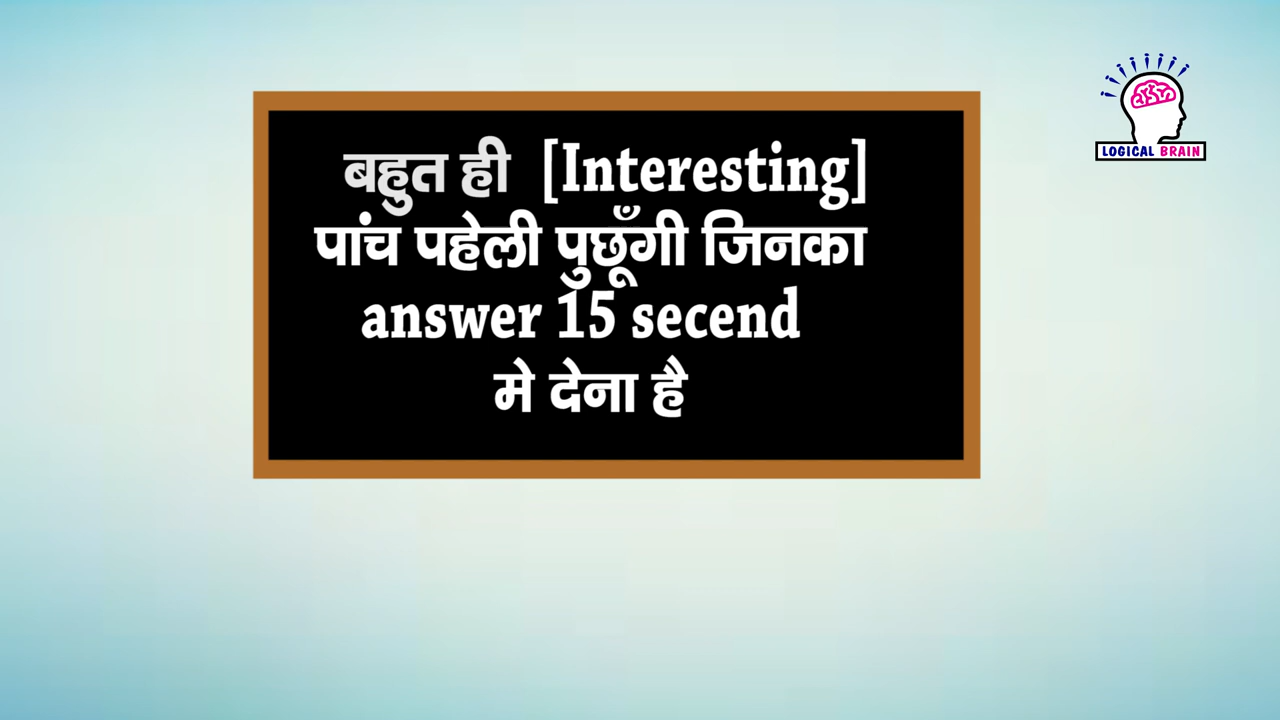 बहुत ही [Interesting]
पांच पहेली पुछूँगी जिनका
answer 15 secend
मे देना है
LOGICAL BRAIN